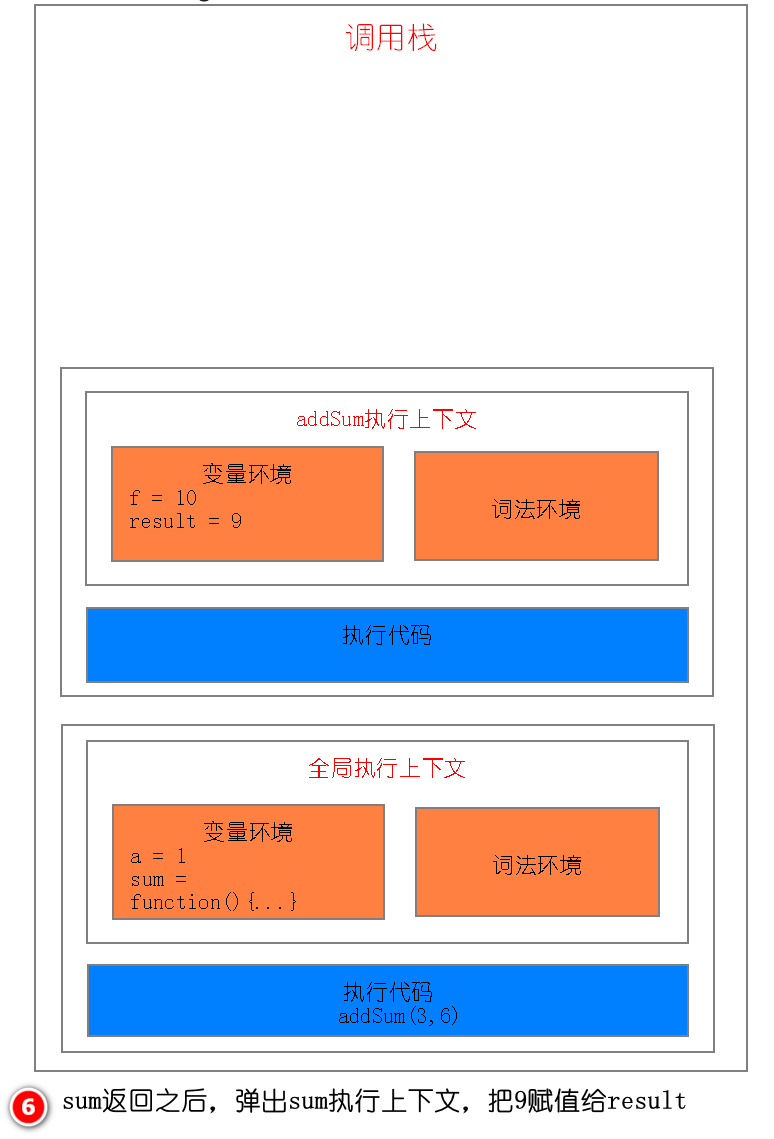 调用栈
addSum执行上下文
变量环境
f = 10
result = 9
词法环境
执行代码
全局执行上下文
变量环境
a = 1
sum =
function(){...}
词法环境
执行代码
addSum(3,6)
6 sum返回之后，弹出sum执行上下文，把9赋值给result